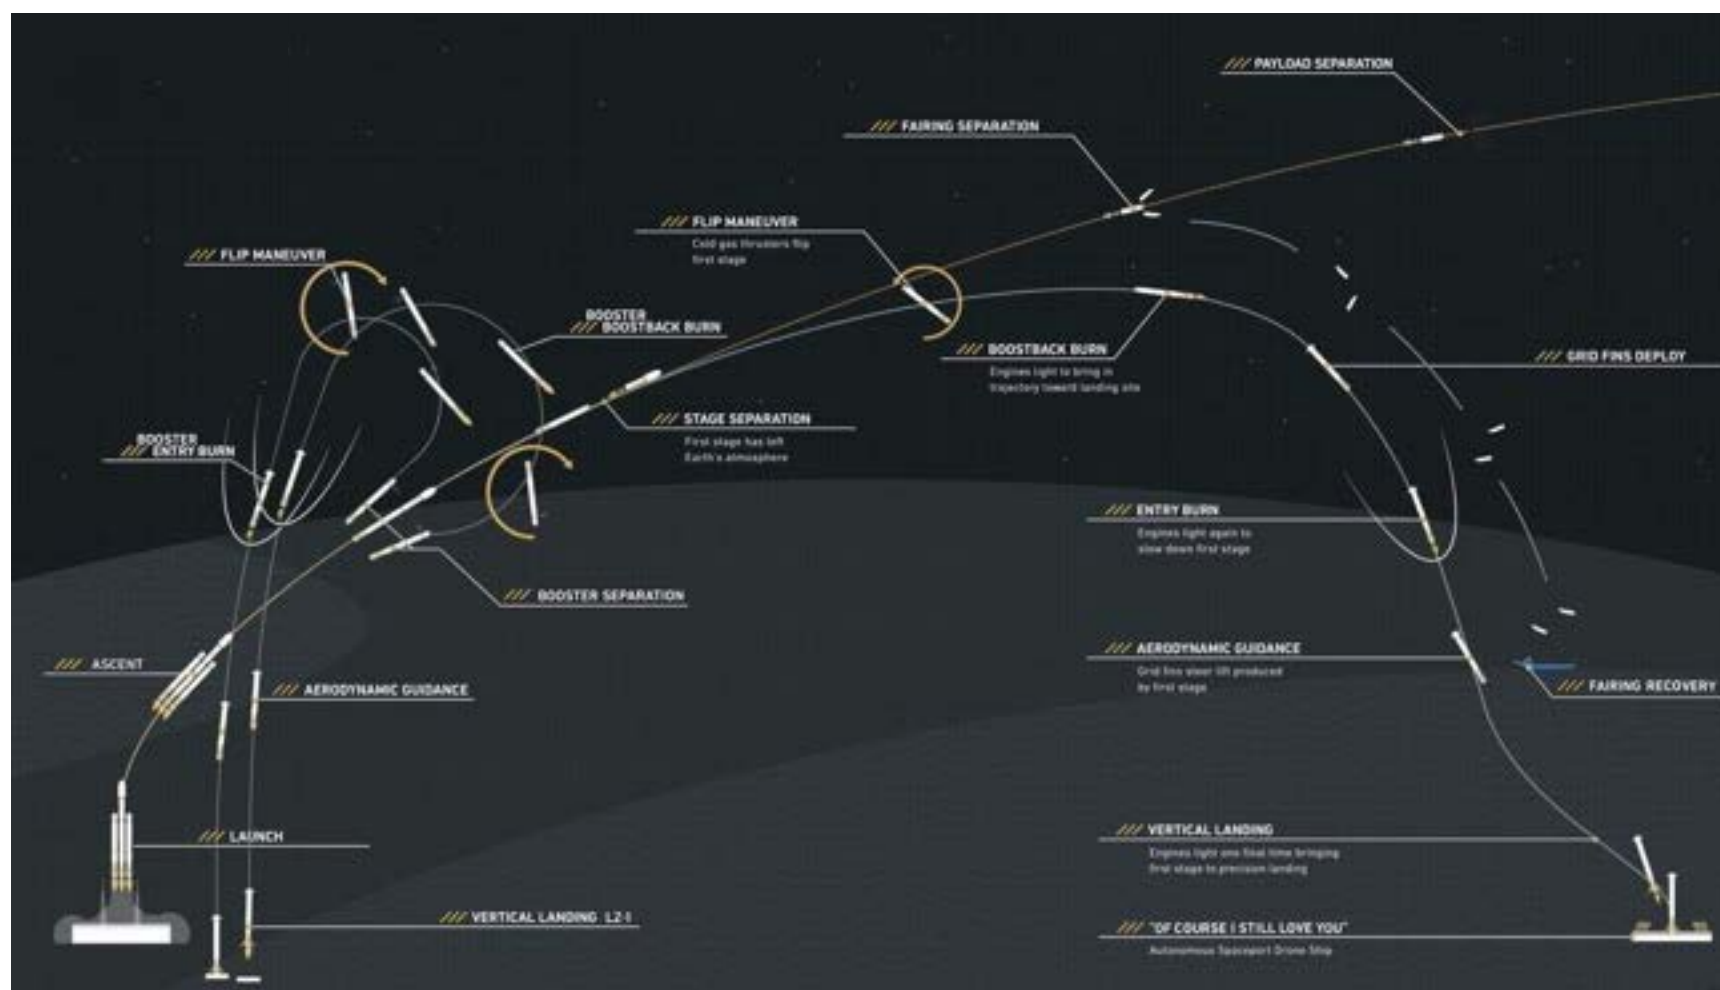 /// PAYLOAD SEPARATION
/// FAIRING SEPARATION
/// FLIP MANEUVER
Cold gas thrusters flip
first stage
/// FLIP MANEUVER
BOOSTER
/// BOOSTBACK BURN
/// BOOSTBACK BURN
Engines light to bring in
trajectory toward landing site
/// GRID FINS DEPLOY
/// STAGE SEPARATION
First stage has left
Earth's atmosphere
BOOSTER
/// ENTRY BURN
/// ENTRY BURN
Engines light again to
slow down first stage
/// BOOSTER SEPARATION
/// ASCENT
/// AERODYNAMIC GUIDANCE
/// AERODYNAMIC GUIDANCE
Grid fins steer lift produced
by first stage
/// FAIRING RECOVERY
/// LAUNCH
/// VERTICAL LANDING
Engines light one final time bringing
first stage to precision landing
/// VERTICAL LANDING LZ-1
/// "OF COURSE I STILL LOVE YOU"
Autonomous Spaceport Drone Ship